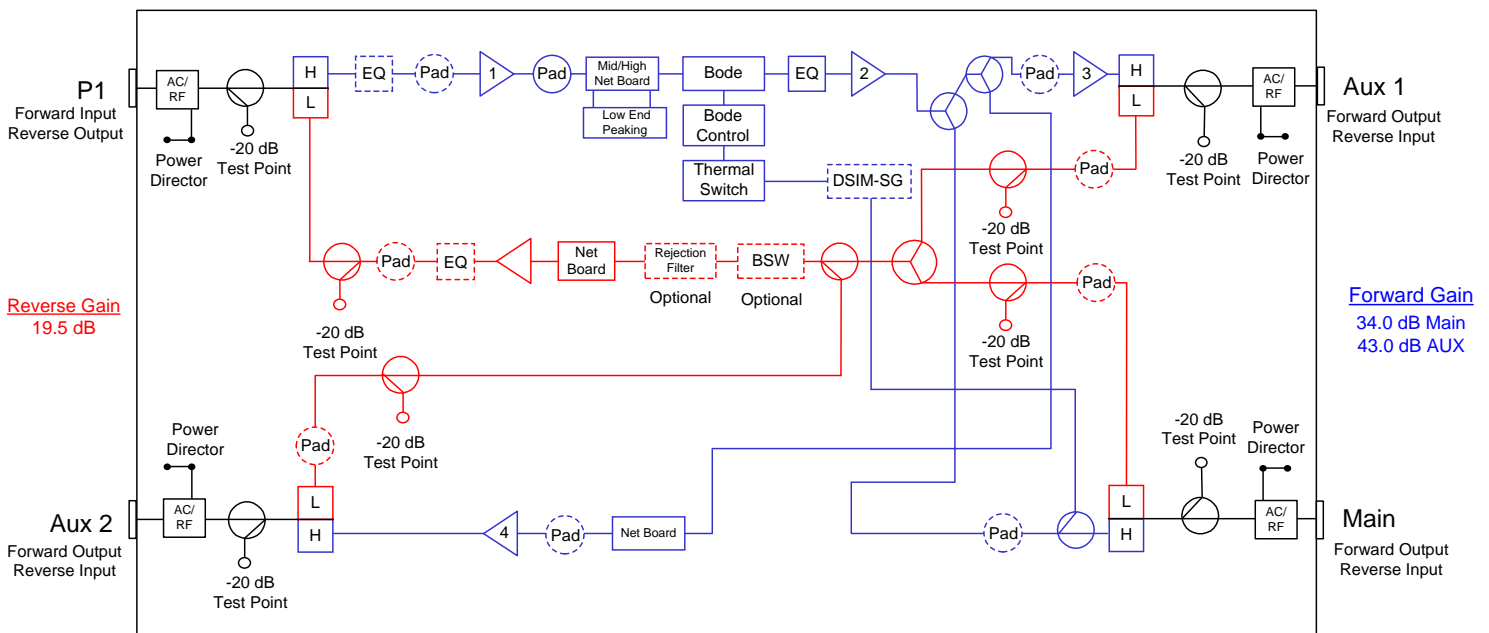 P1
Forward Input
Reverse Output
AC/
RF
Power
Director
-20 dB
Test Point
H
L
EQ
Pad
1
Pad
Mid/High
Net Board
Low End
Peaking
Bode
Bode
Control
Thermal
Switch
EQ
2
DSIM-SG
Pad
3
H
L
-20 dB
Test Point
AC/
RF
Power
Director
Aux 1
Forward Output
Reverse Input
Pad
-20 dB
Test Point
-20 dB
Test Point
Pad
EQ
Net
Board
Rejection
Filter
Optional
BSW
Optional
Pad
-20 dB
Test Point
Reverse Gain
19.5 dB
Forward Gain
34.0 dB Main
43.0 dB AUX
-20 dB
Test Point
Pad
Power
Director
AC/
RF
Aux 2
Forward Output
Reverse Input
-20 dB
Test Point
L
H
4
Pad
Net Board
Pad
L
H
-20 dB
Test Point
Power
Director
AC/
RF
Main
Forward Output
Reverse Input